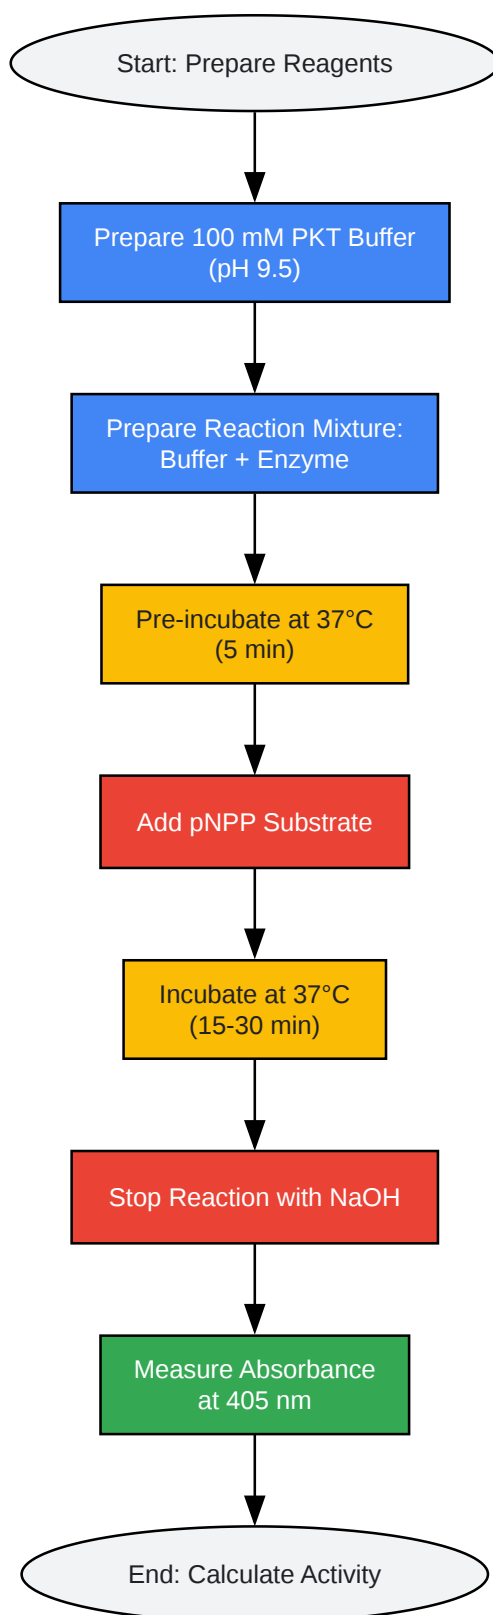 Start: Prepare Reagents
Prepare 100 mM PKT Buffer
(pH 9.5)
Prepare Reaction Mixture:
Buffer + Enzyme
Pre-incubate at 37°C
(5 min)
Add pNPP Substrate
Incubate at 37°C
(15-30 min)
Stop Reaction with NaOH
Measure Absorbance
at 405 nm
End: Calculate Activity